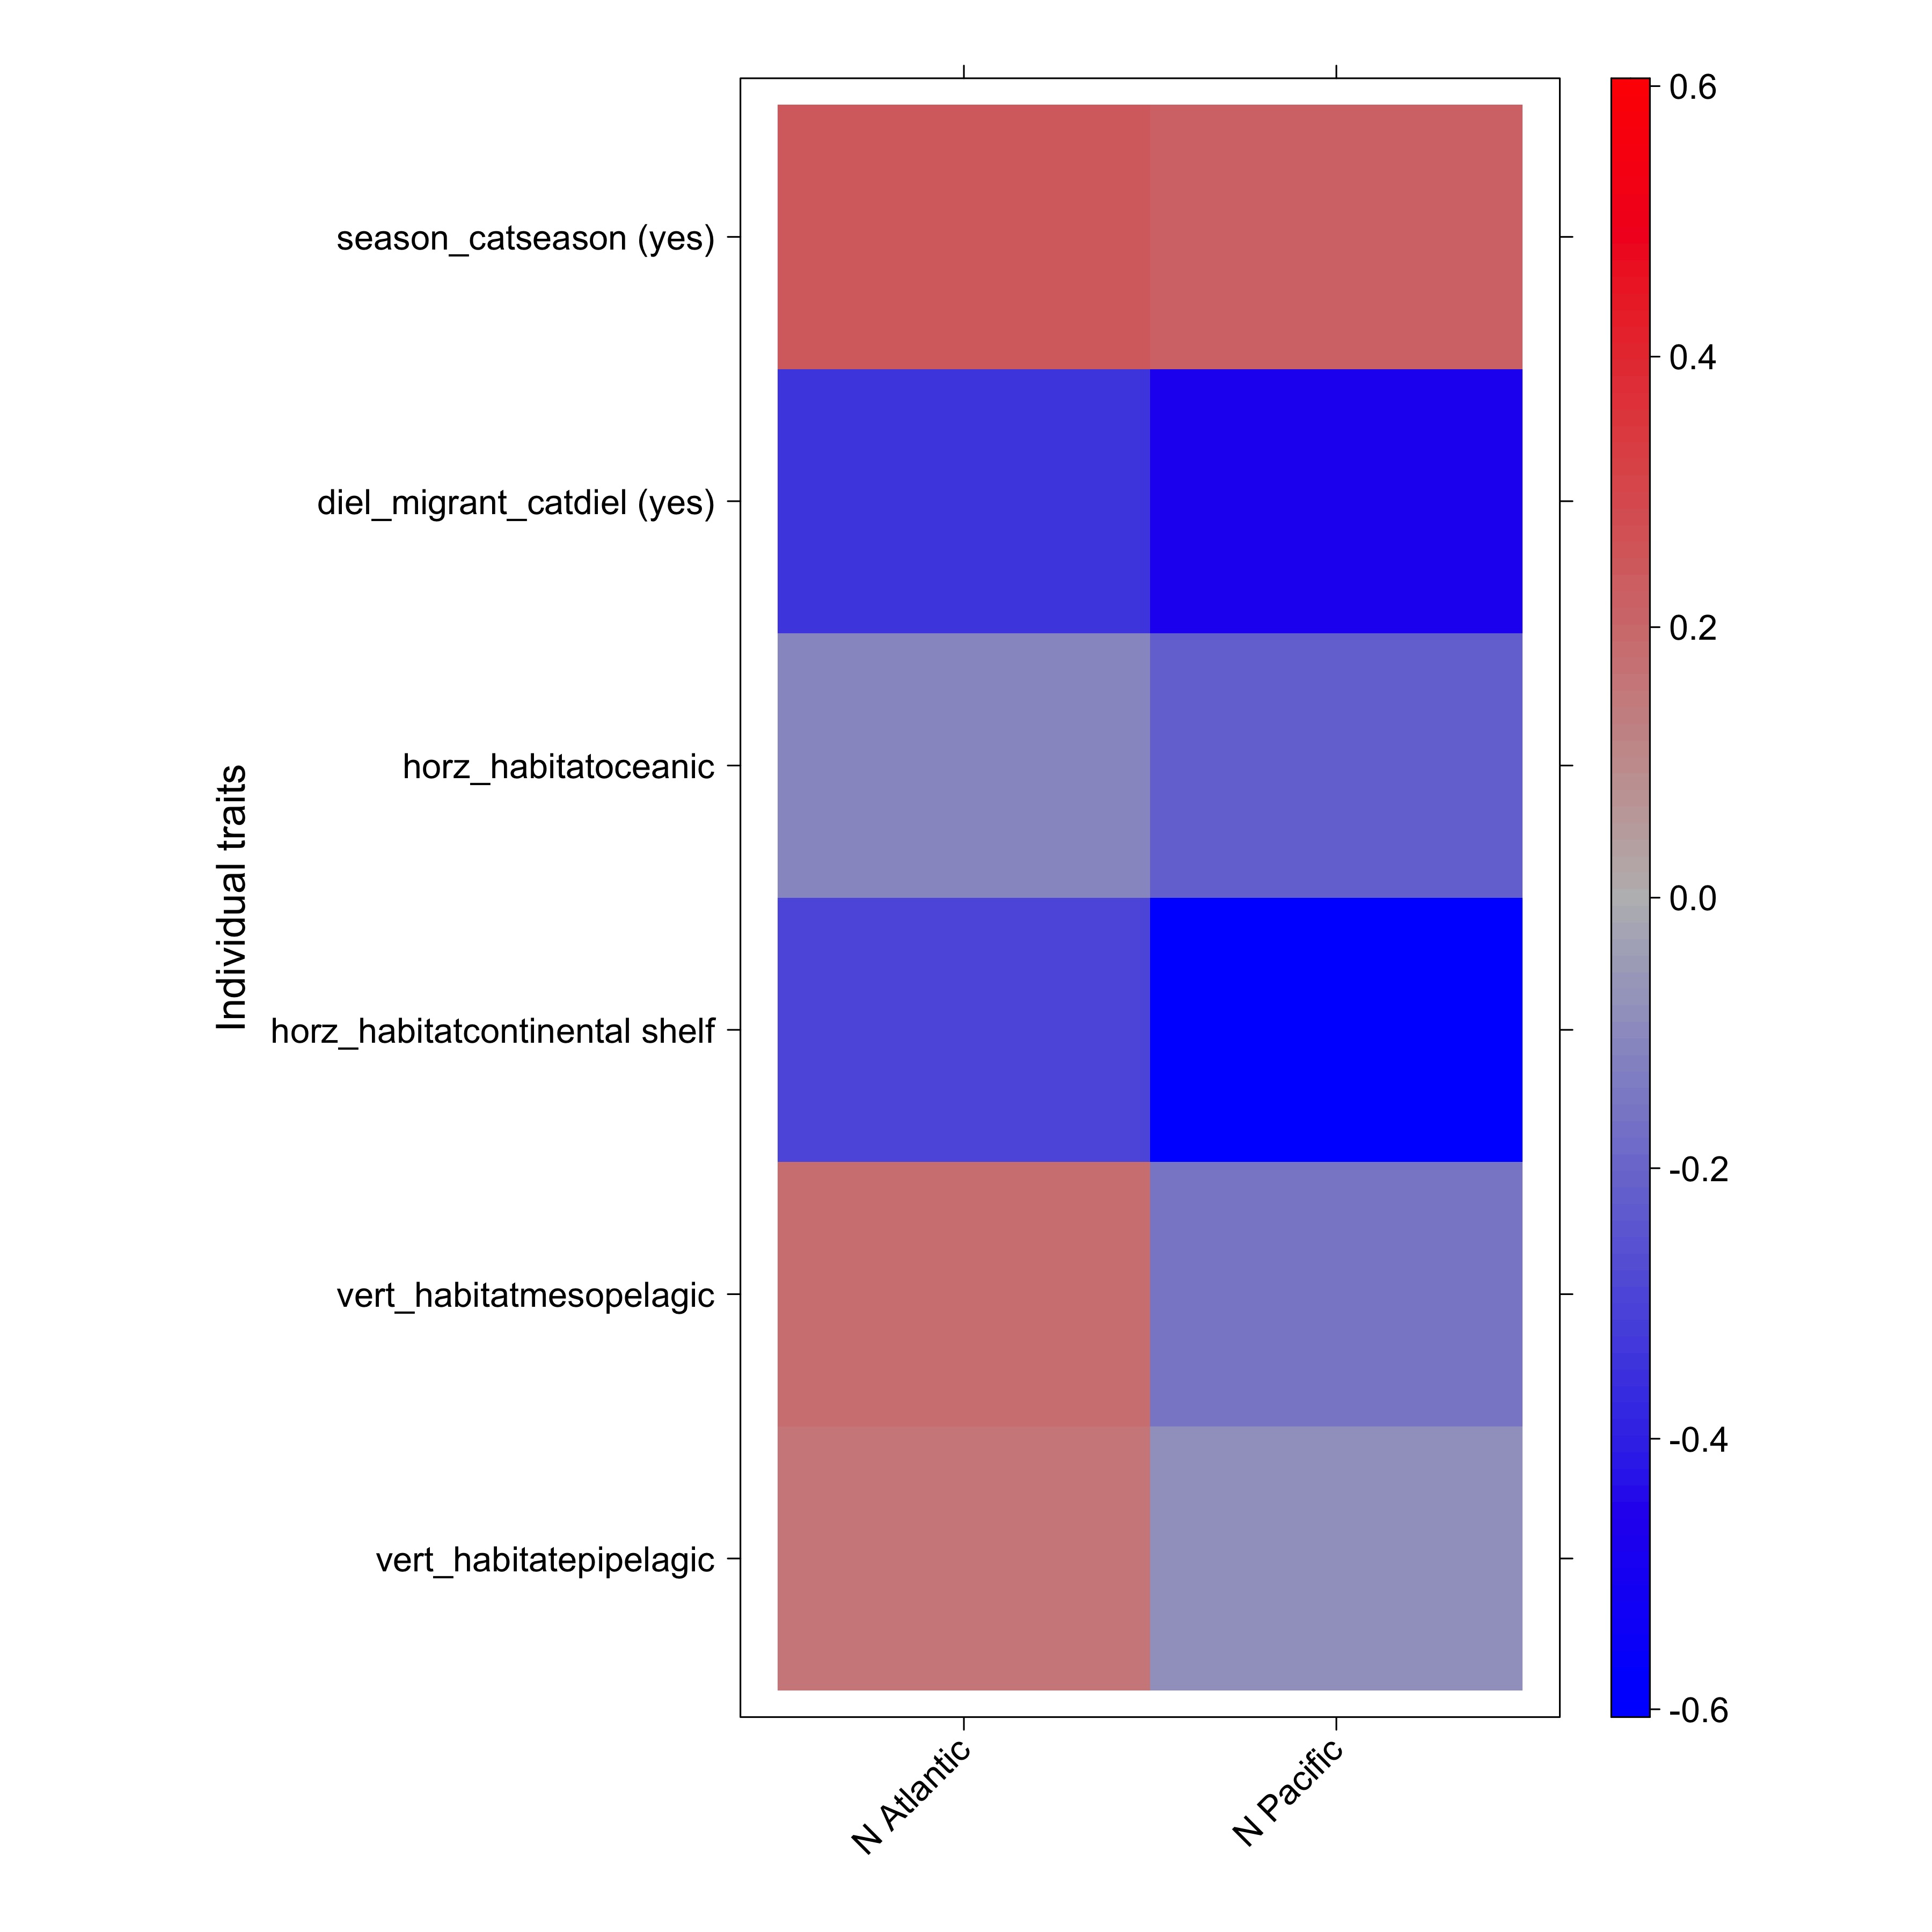 Individual traits
season_catseason (yes)
diel_migrant_catdiel (yes)
horz_habitatoceanic
horz_habitatcontinental shelf
vert_habitatmesopelagic
vert_habitatepipelagic
N Atlantic
N Pacific
0.6
0.4
0.2
0.0
-0.2
-0.4
-0.6